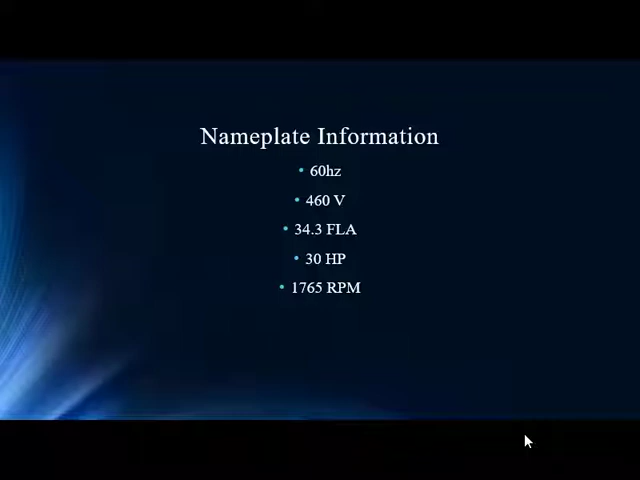 Nameplate Information
• 60hz
• 460 V
• 34.3 FLA
• 30 HP
• 1765 RPM